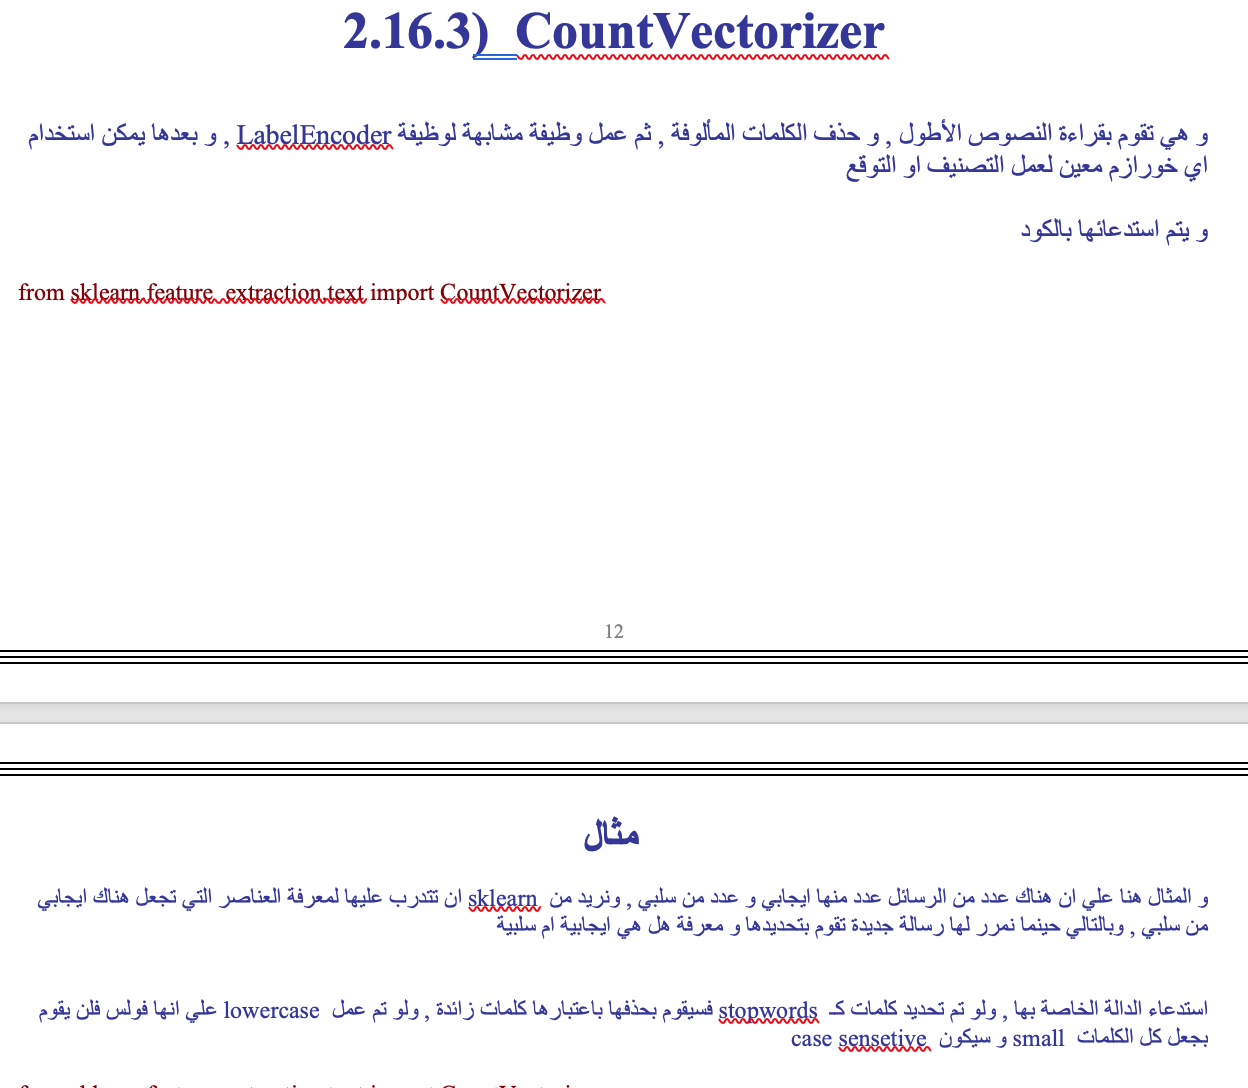 2.16.3) CountVectorizer
و هي تقوم بقراءة النصوص الأطول , و حذف الكلمات المألوفة , ثم عمل وظيفة مشابهة لوظيفة LabelEncoder , و بعدها يمكن استخدام
اي خورازم معين لعمل التصنيف او التوقع
و يتم استدعائها بالكود
from sklearn.feature_extraction.text import CountVectorizer
12
مثال
و المثال هنا علي ان هناك عدد من الرسائل عدد منها ايجابي و عدد من سلبي , ونريد من sklearn ان تتدرب عليها لمعرفة العناصر التي تجعل هناك ايجابي
من سلبي , وبالتالي حينما نمرر لها رسالة جديدة تقوم بتحديدها و معرفة هل هي ايجابية ام سلبية
استدعاء الدالة الخاصة بها , ولو تم تحديد كلمات كـ stopwords فسيقوم بحذفها باعتبارها كلمات زائدة , ولو تم عمل lowercase علي انها فولس فلن يقوم
بجعل كل الكلمات small و سيكون case sensetive